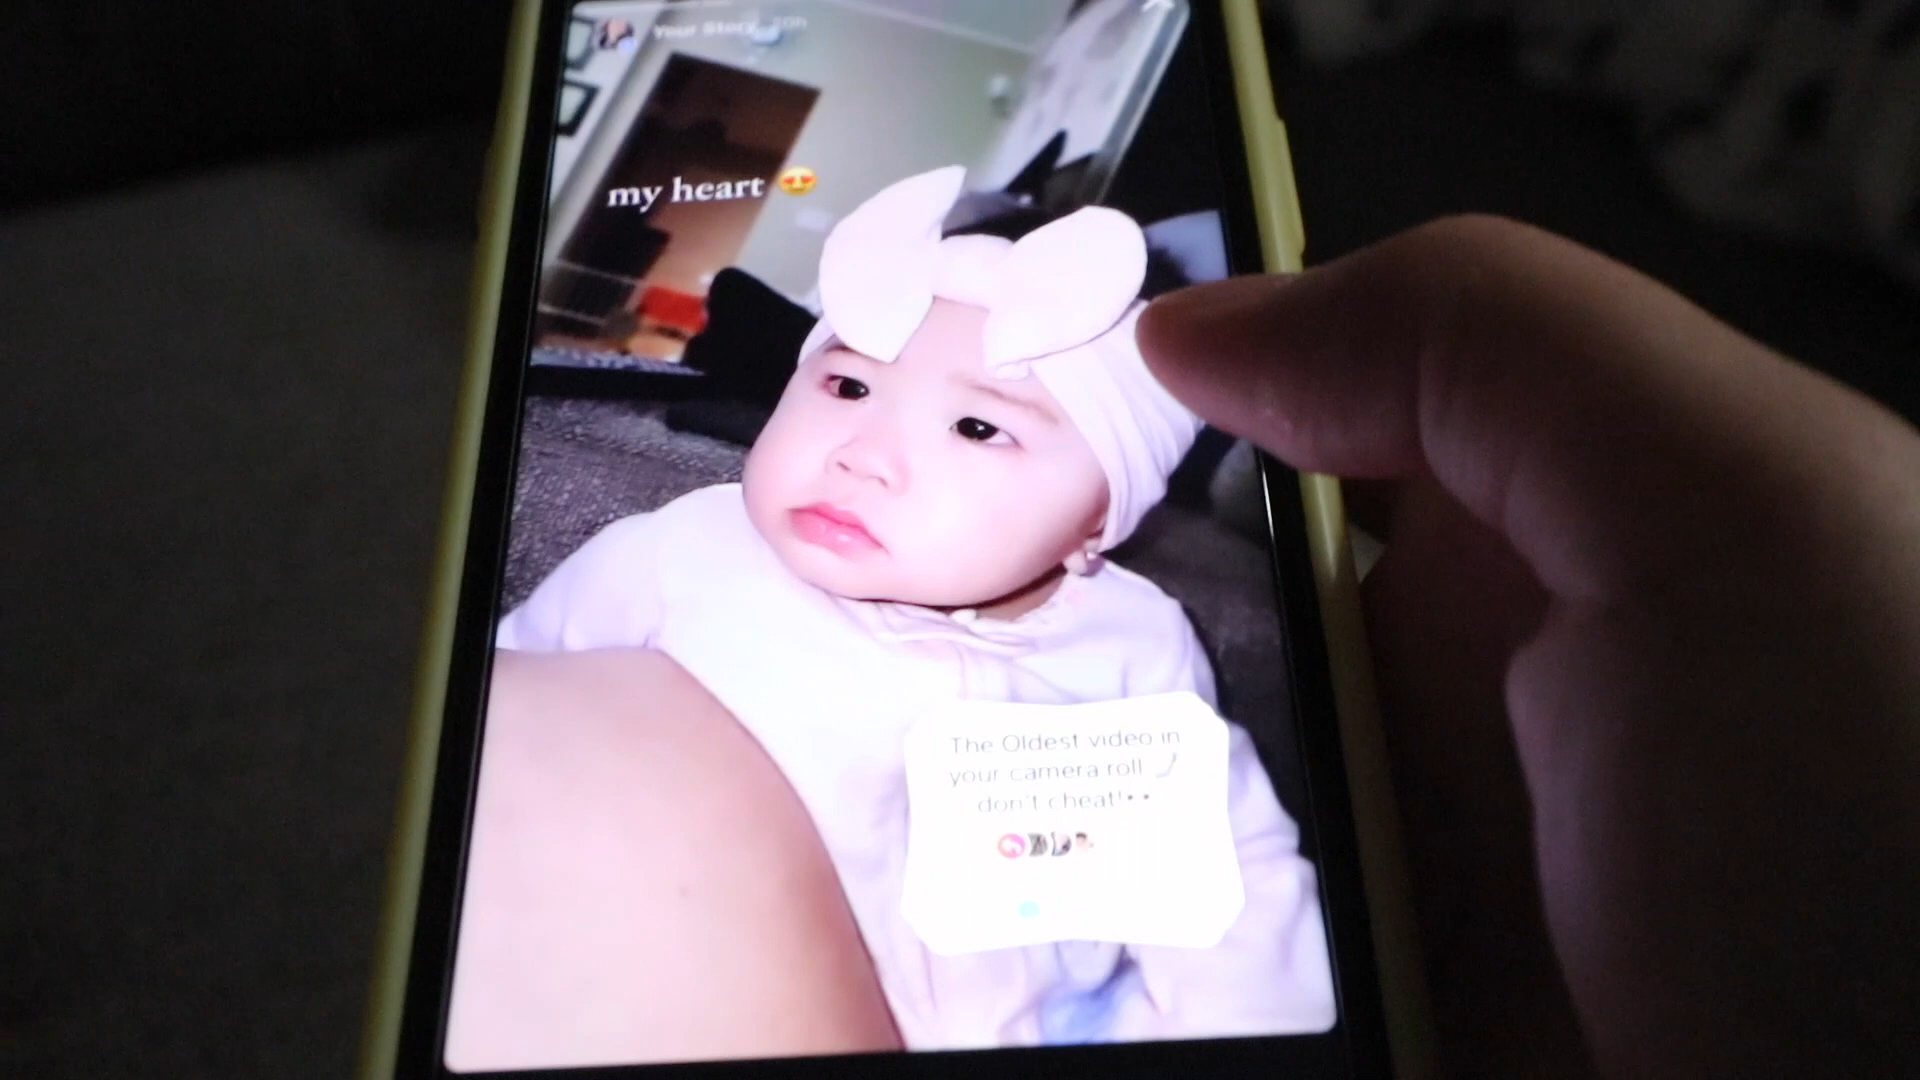 Your Story
my heart 😍
The Oldest video in
your camera roll
don't cheat!